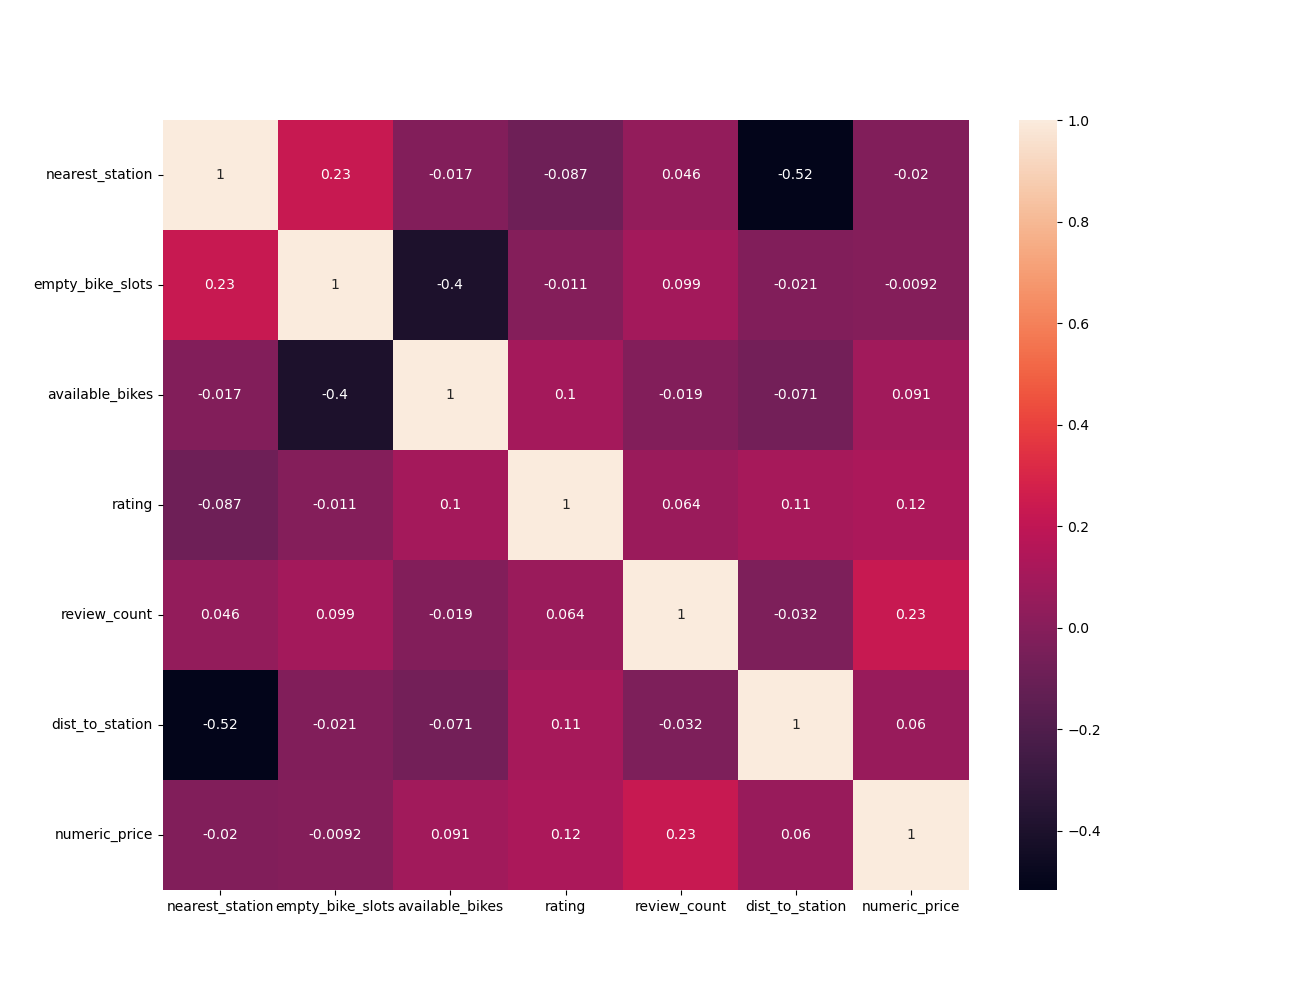 1.0
nearest_station 1 0.23 -0.017 -0.087 0.046 -0.52 -0.02
0.8
empty_bike_slots 0.23 1 -0.4 -0.011 0.099 -0.021 -0.0092
0.6
available_bikes -0.017 -0.4 1 0.1 -0.019 -0.071 0.091
0.4
rating -0.087 -0.011 0.1 1 0.064 0.11 0.12
0.2
review_count 0.046 0.099 -0.019 0.064 1 -0.032 0.23
0.0
dist_to_station -0.52 -0.021 -0.071 0.11 -0.032 1 0.06
−0.2
numeric_price -0.02 -0.0092 0.091 0.12 0.23 0.06 1
−0.4
nearest_station empty_bike_slots available_bikes rating review_count dist_to_station numeric_price